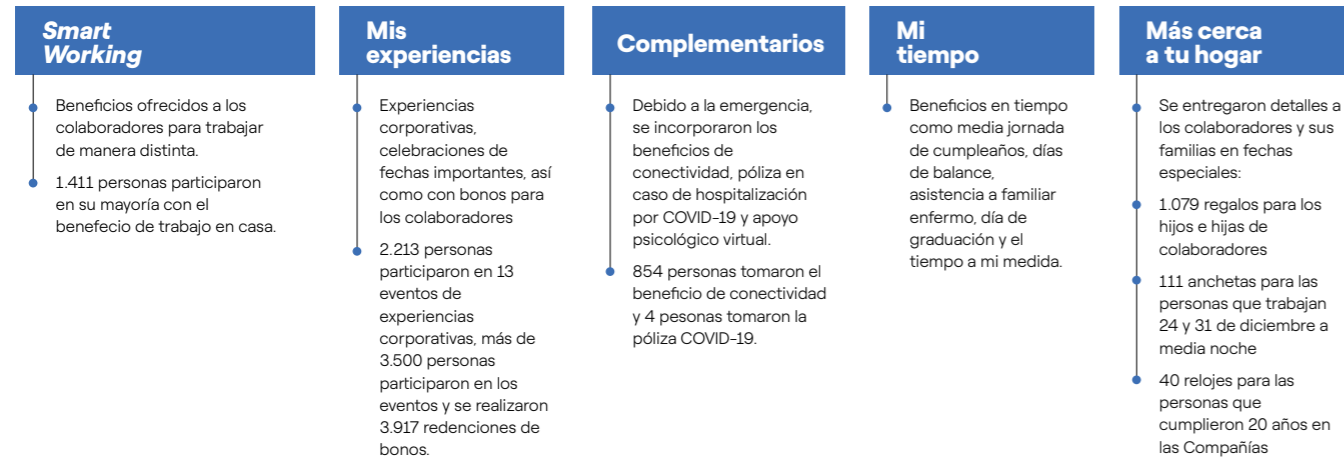 Smart
Working
Beneficios ofrecidos a los
colaboradores para trabajar
de manera distinta.
1.411 personas participaron
en su mayoría con el
benefecio de trabajo en casa.
Mis
experiencias
Experiencias
corporativas,
celebraciones de
fechas importantes, así
como con bonos para
los colaboradores
2.213 personas
participaron en 13
eventos de
experiencias
corporativas, más de
3.500 personas
participaron en los
eventos y se realizaron
3.917 redenciones de
bonos.
Complementarios
Debido a la emergencia,
se incorporaron los
beneficios de
conectividad, póliza en
caso de hospitalización
por COVID-19 y apoyo
psicológico virtual.
854 personas tomaron el
beneficio de conectividad
y 4 pesonas tomaron la
póliza COVID-19.
Mi
tiempo
Beneficios en tiempo
como media jornada
de cumpleaños, días
de balance,
asistencia a familiar
enfermo, día de
graduación y el
tiempo a mi medida.
Más cerca
a tu hogar
Se entregaron detalles a
los colaboradores y sus
familias en fechas
especiales:
1.079 regalos para los
hijos e hijas de
colaboradores
111 anchetas para las
personas que trabajan
24 y 31 de diciembre a
media noche
40 relojes para las
personas que
cumplieron 20 años en
las Compañías